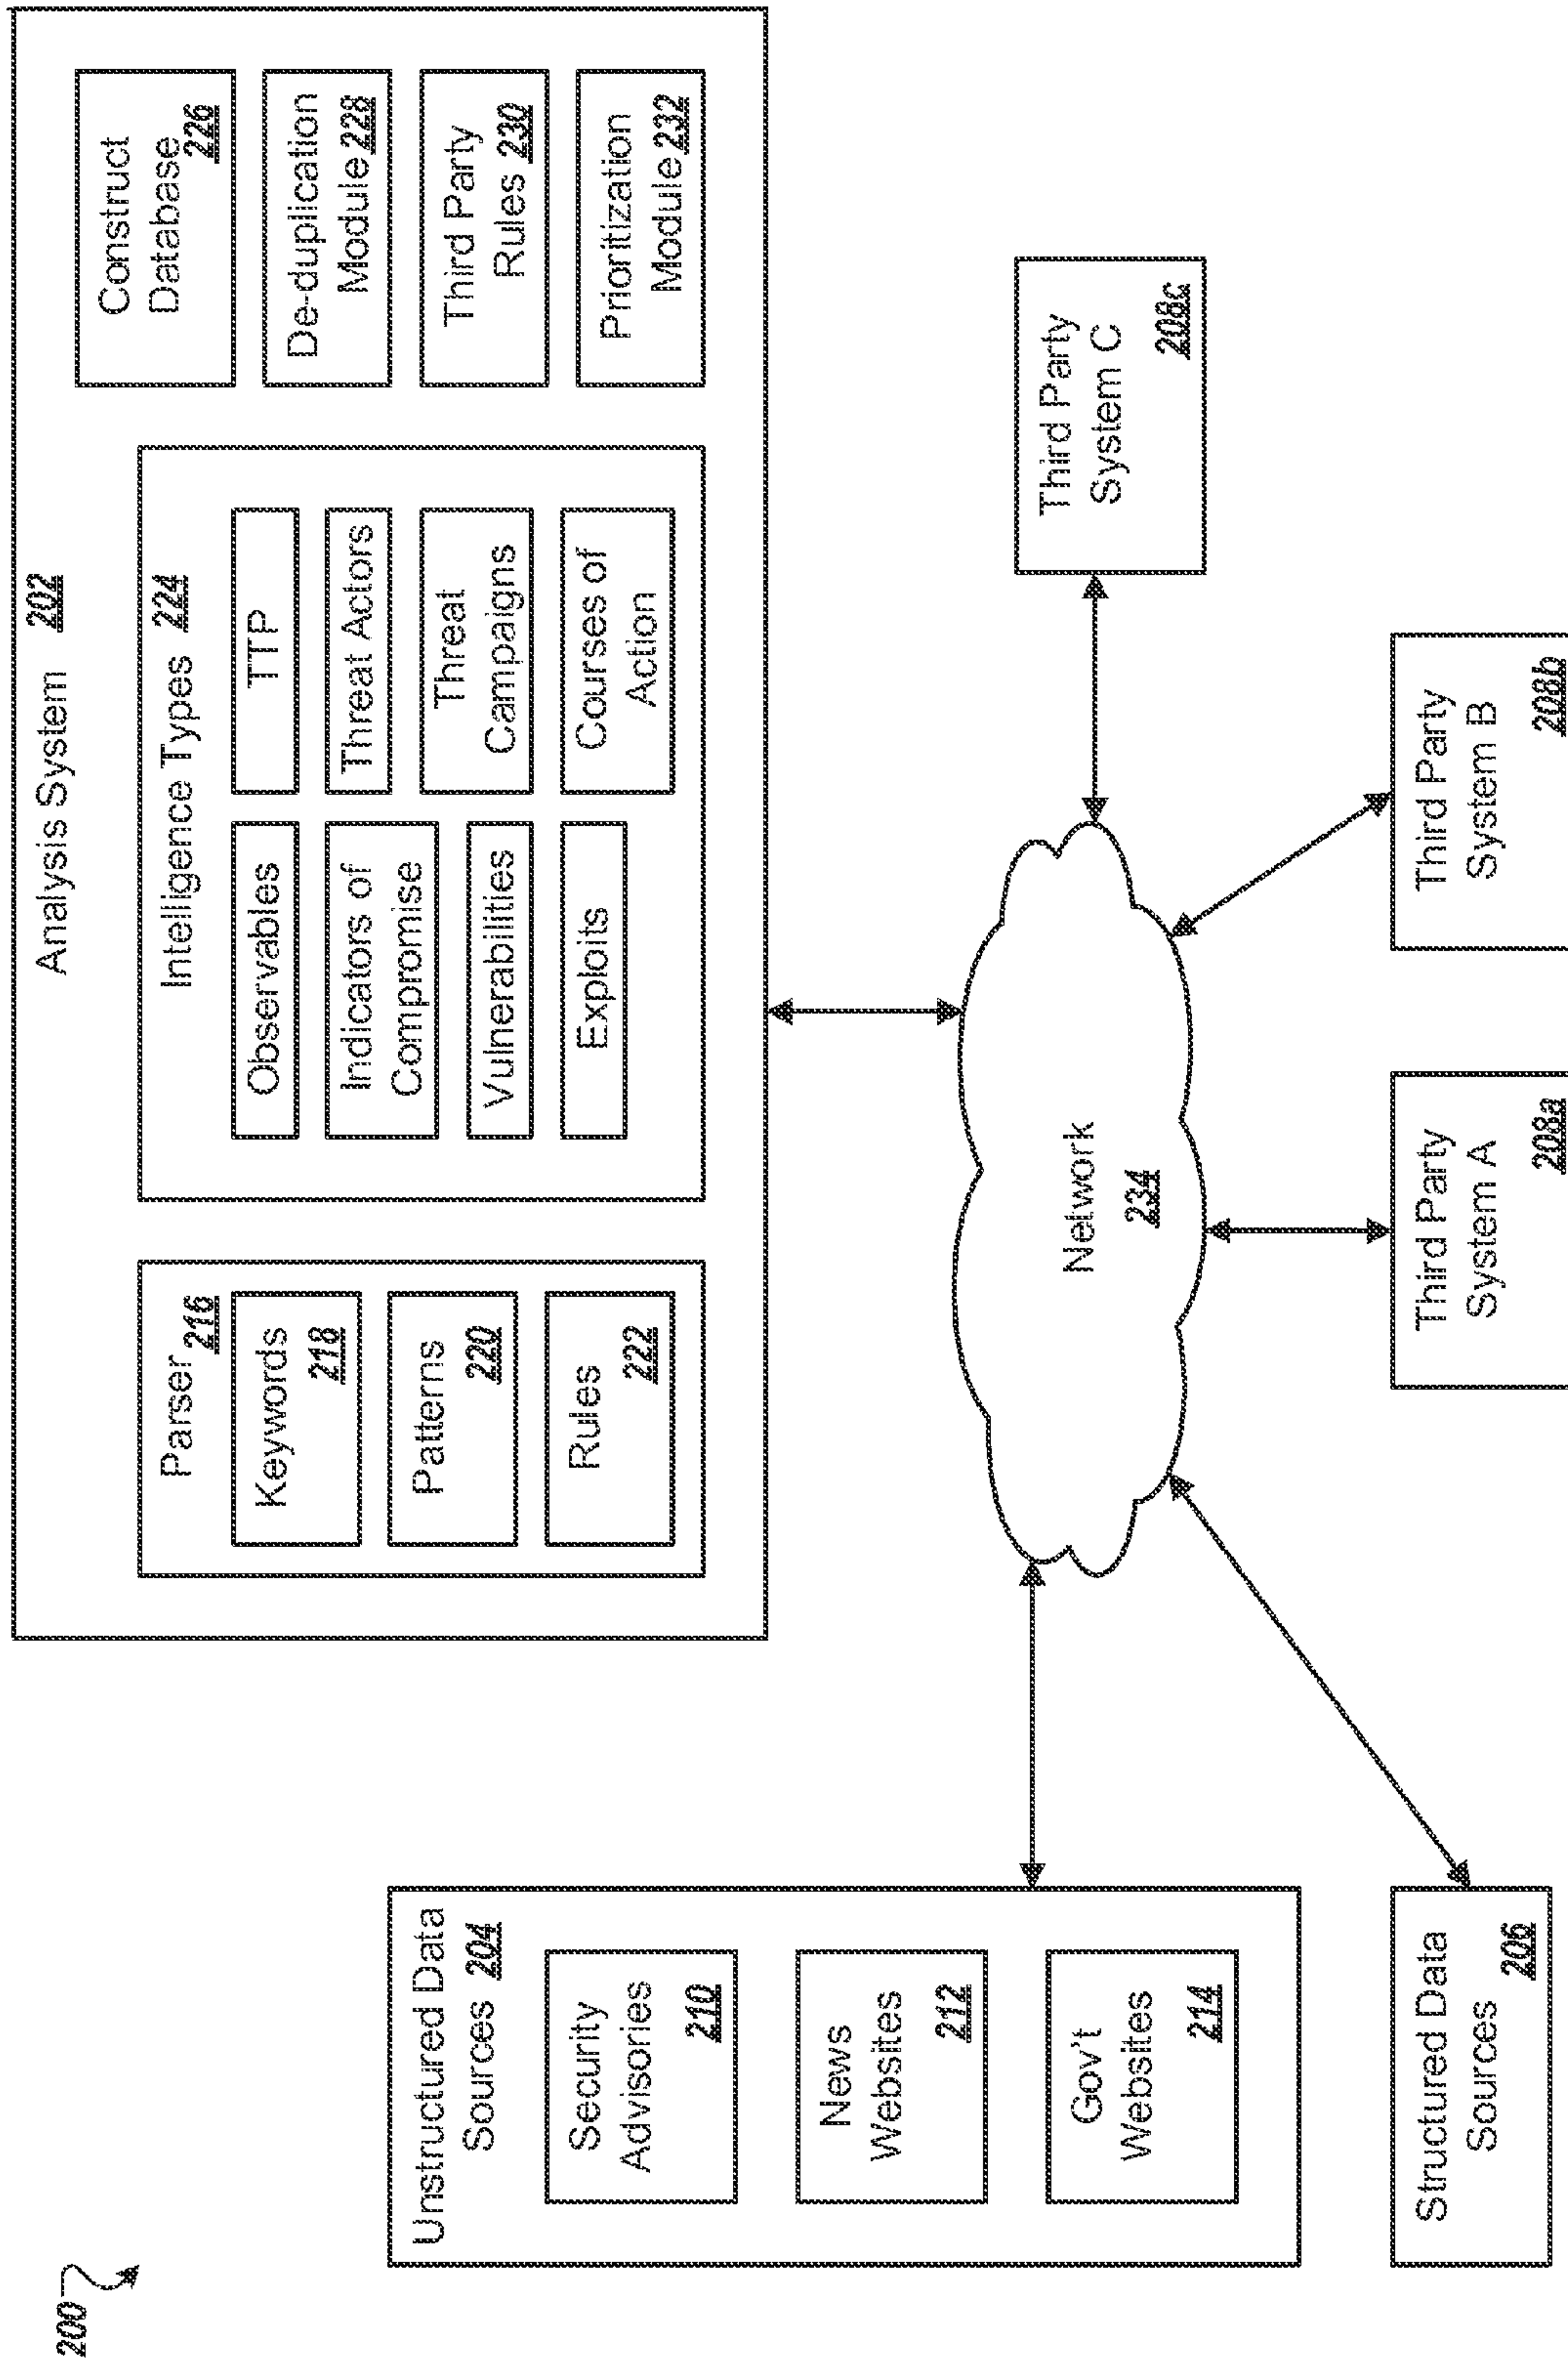 200
Analysis System 202
Parser 216
Keywords
218
Patterns
220
Rules
222
Intelligence Types 224
Observables
Indicators of
Compromise
Vulnerabilities
Exploits
TTP
Threat Actors
Threat
Campaigns
Courses of
Action
Construct
Database
226
De-duplication
Module 228
Third Party
Rules 230
Prioritization
Module 232
Unstructured Data
Sources 204
Security
Advisories
210
News
Websites
212
Gov't
Websites
214
Structured Data
Sources
206
Network
234
Third Party
System A
208a
Third Party
System B
208b
Third Party
System C
208c